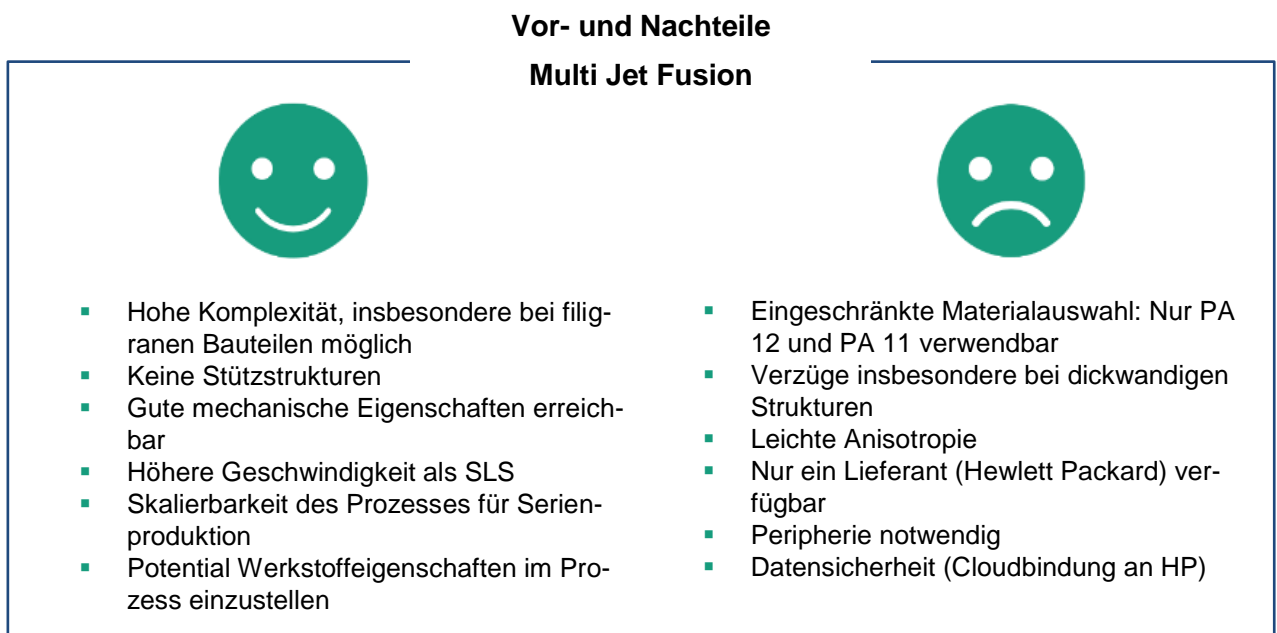 Vor- und Nachteile
Multi Jet Fusion
▪ Hohe Komplexität, insbesondere bei filig-
ranen Bauteilen möglich
▪ Keine Stützstrukturen
▪ Gute mechanische Eigenschaften erreich-
bar
▪ Höhere Geschwindigkeit als SLS
▪ Skalierbarkeit des Prozesses für Serien-
produktion
▪ Potential Werkstoffeigenschaften im Pro-
zess einzustellen
▪ Eingeschränkte Materialauswahl: Nur PA
12 und PA 11 verwendbar
▪ Verzüge insbesondere bei dickwandigen
Strukturen
▪ Leichte Anisotropie
▪ Nur ein Lieferant (Hewlett Packard) ver-
fügbar
▪ Peripherie notwendig
▪ Datensicherheit (Cloudbindung an HP)